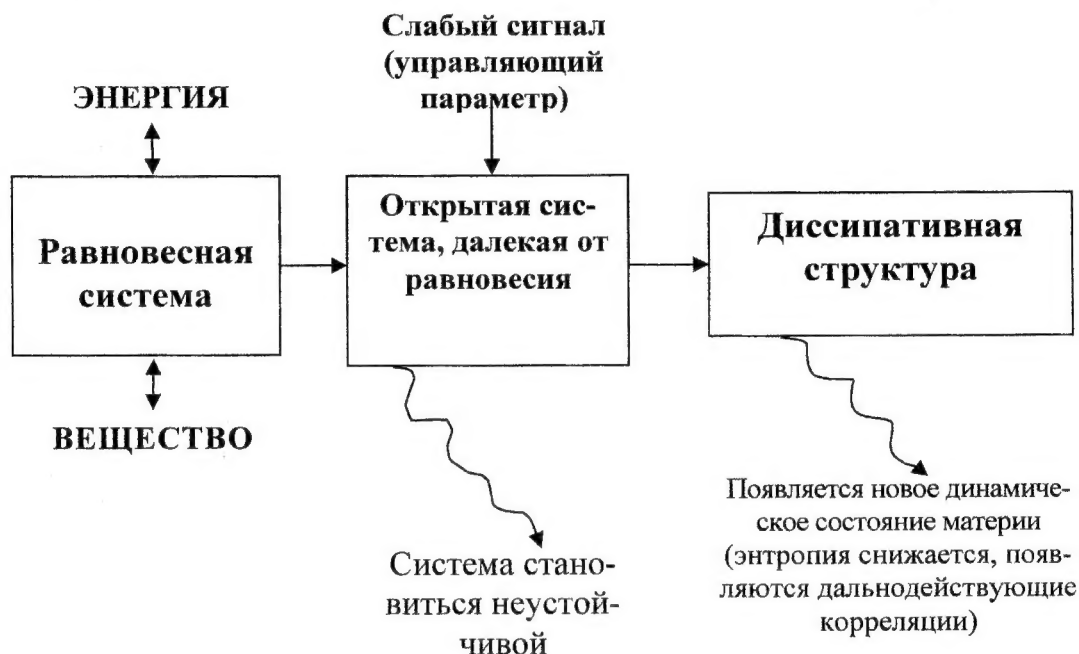 Слабый сигнал
(управляющий
параметр)
ЭНЕРГИЯ
Равновесная
система
ВЕЩЕСТВО
Открытая сис-
тема, далекая от
равновесия
Диссипативная
структура
Система стано-
виться неустой-
чивой
Появляется новое динамиче-
ское состояние материи
(энтропия снижается, появ-
ляются дальнодействующие
корреляции)